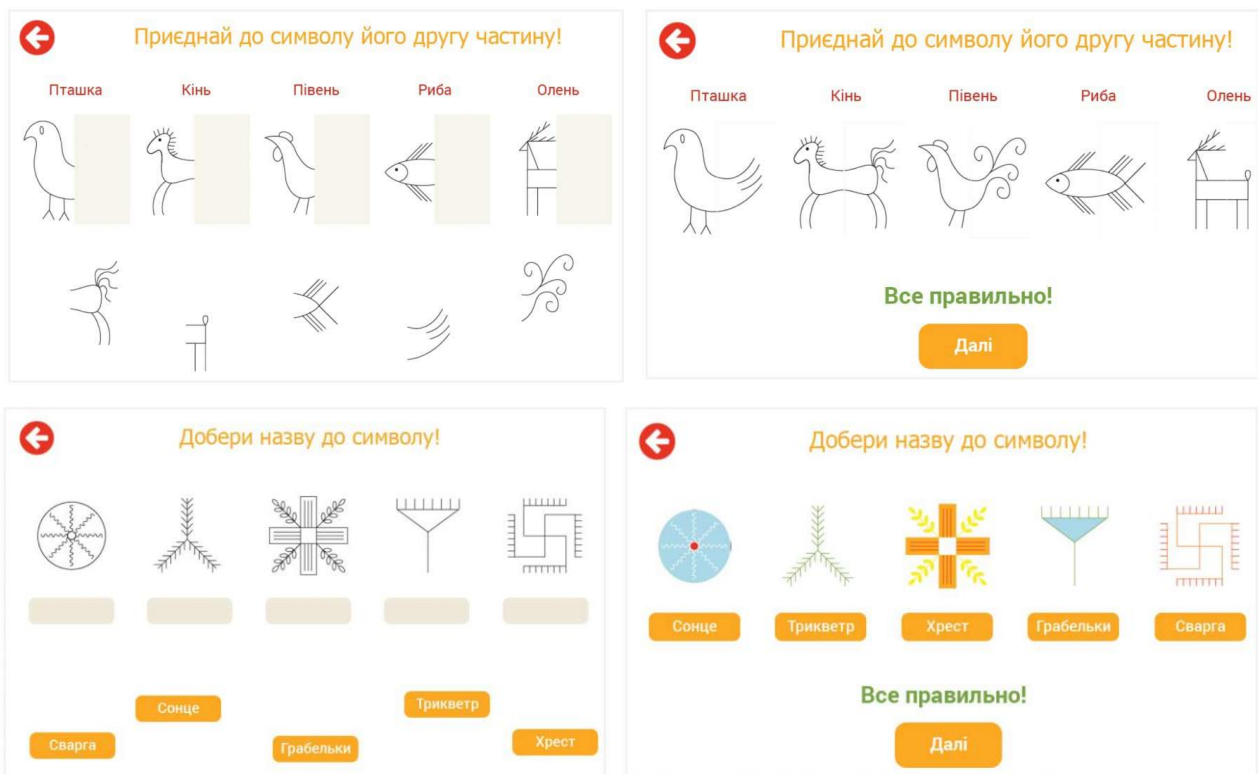 Приєднай до символу його другу частину!
Пташка Кінь Півень Риба Олень
Приєднай до символу його другу частину!
Пташка Кінь Півень Риба Олень
Все правильно!
Далі
Добери назву до символу!
Сонце Трикветр
Сварга Грабельки Хрест
Добери назву до символу!
Сонце Трикветр Хрест Грабельки Сварга
Все правильно!
Далі